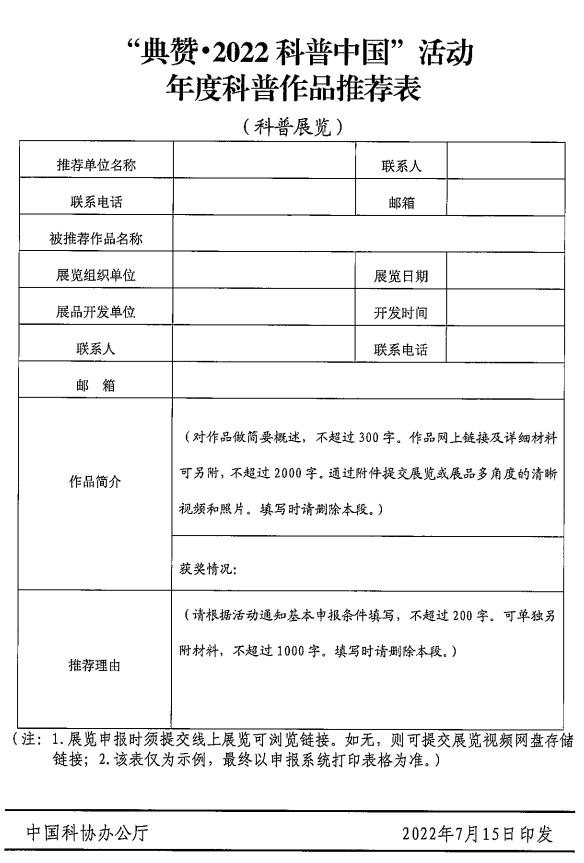 “典赞·2022 科普中国”活动
年度科普作品推荐表
（科普展览）
推荐单位名称 联系人
联系电话 邮箱
被推荐作品名称
展览组织单位 展览日期
展品开发单位 开发时间
联系人 联系电话
邮 箱
作品简介
（对作品做简要概述，不超过300字。作品网上链接及详细材料
可另附，不超过2000字。通过附件提交展览或展品多角度的清晰
视频和照片。填写时请删除本段。）
获奖情况：
推荐理由
（请根据活动通知基本申报条件填写，不超过200字。可单独另
附材料，不超过1000字。填写时请删除本段。）
（注：1.展览申报时须提交线上展览可浏览链接。如无，则可提交展览视频网盘存储
链接；2.该表仅为示例，最终以申报系统打印表格为准。）
中国科协办公厅 2022年7月15日印发